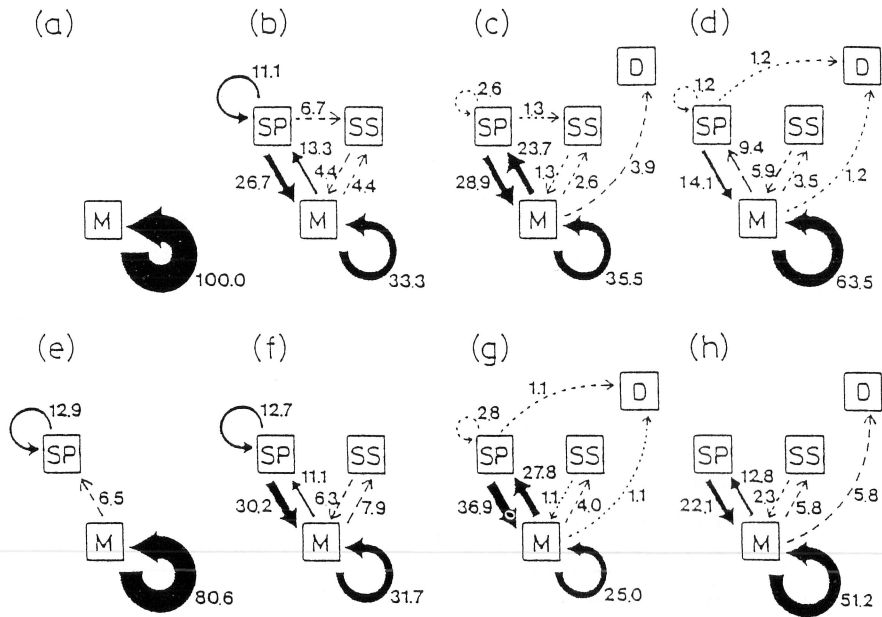 (a)
M
100.0
(b)
11.1
6.7
SP
SS
13.3
26.7
4.4
4.4
M
33.3
(c)
D
2.6
1.3
SP
SS
23.7
28.9
1.3
2.6
3.9
M
35.5
(d)
1.2
1.2
D
SP
SS
9.4
14.1
5.9
3.5
1.2
M
63.5
(e)
12.9
SP
6.5
M
80.6
(f)
12.7
SP
SS
11.1
30.2
6.3
7.9
M
31.7
(g)
1.1
D
2.8
SP
SS
27.8
36.9
1.1
4.0
1.1
M
25.0
(h)
D
SP
SS
12.8
22.1
2.3
5.8
5.8
M
51.2